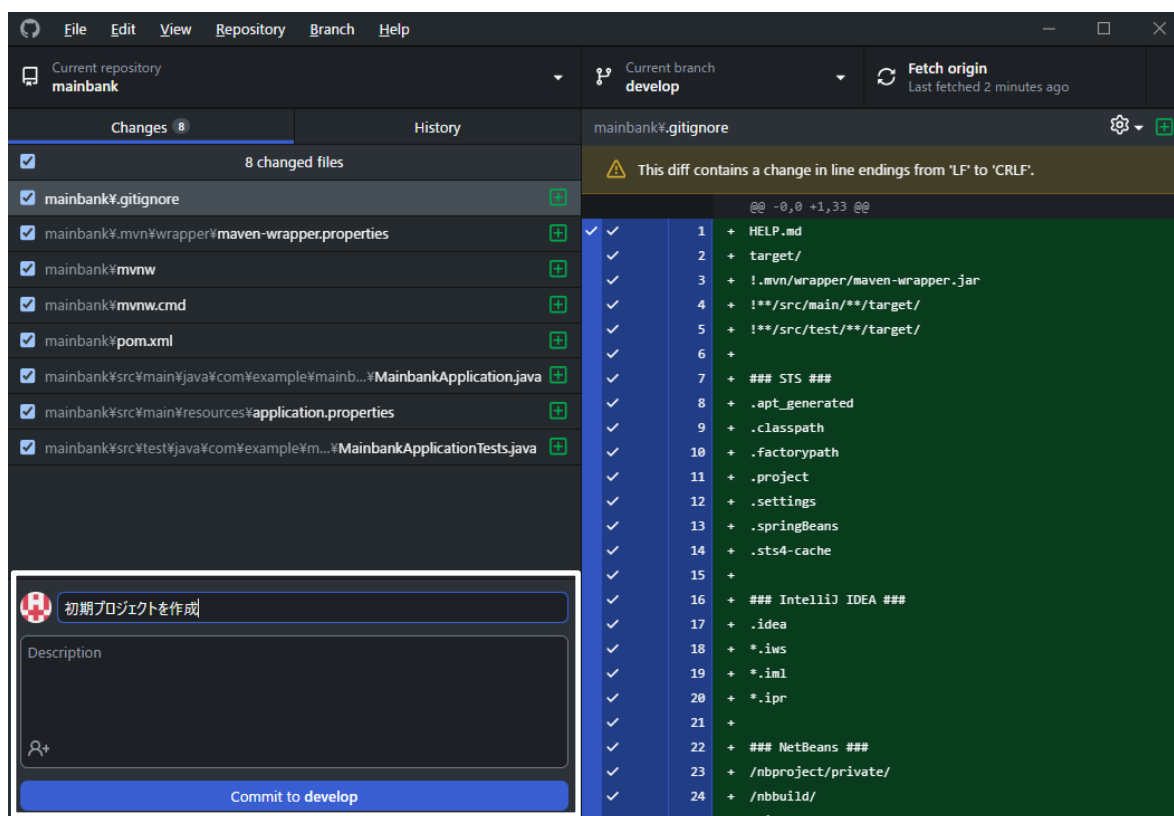 File Edit View Repository Branch Help
Current repository
mainbank
Current branch
develop
Fetch origin
Last fetched 2 minutes ago
Changes 8
History
8 changed files
mainbank¥.gitignore
mainbank¥.mvn¥wrapper¥maven-wrapper.properties
mainbank¥mvnw
mainbank¥mvnw.cmd
mainbank¥pom.xml
mainbank¥src¥main¥java¥com¥example¥mainb...¥MainbankApplication.java
mainbank¥src¥main¥resources¥application.properties
mainbank¥src¥test¥java¥com¥example¥m...¥MainbankApplicationTests.java
初期プロジェクトを作成
Description
Commit to develop
mainbank¥.gitignore
This diff contains a change in line endings from 'LF' to 'CRLF'.
@@ -0,0 +1,33 @@
1 + HELP.md
2 + target/
3 + !.mvn/wrapper/maven-wrapper.jar
4 + !**/src/main/**/target/
5 + !**/src/test/**/target/
6 +
7 + ### STS ###
8 + .apt_generated
9 + .classpath
10 + .factorypath
11 + .project
12 + .settings
13 + .springBeans
14 + .sts4-cache
15 +
16 + ### IntelliJ IDEA ###
17 + .idea
18 + *.iws
19 + *.iml
20 + *.ipr
21 +
22 + ### NetBeans ###
23 + /nbproject/private/
24 + /nbbuild/